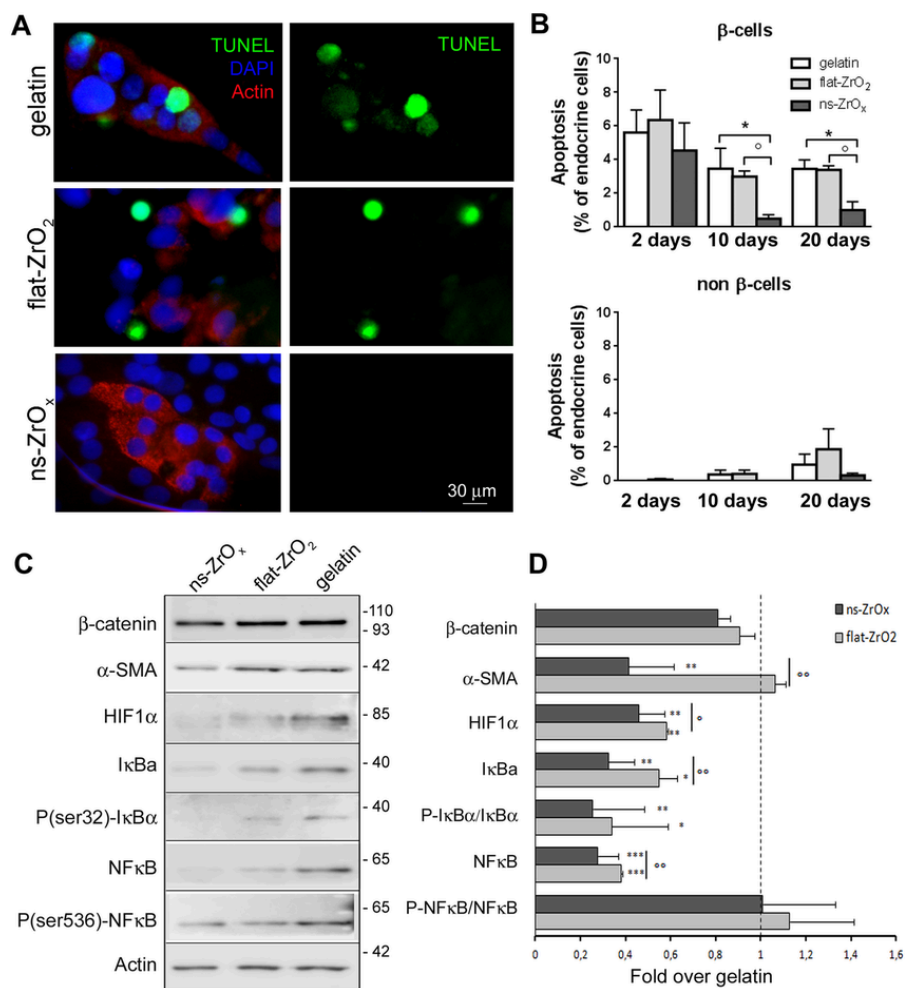 A
TUNEL
DAPI
Actin
TUNEL
gelatin
flat-ZrO₂
ns-ZrOₓ
30 μm
B
β-cells
gelatin
flat-ZrO₂
ns-ZrOₓ
Apoptosis
(% of endocrine cells)
8
6
4
2
0
*
°
*
°
2 days
10 days
20 days
non β-cells
Apoptosis
(% of endocrine cells)
8
6
4
2
0
2 days
10 days
20 days
C
ns-ZrOₓ
flat-ZrO₂
gelatin
β-catenin
- 110
- 93
α-SMA
- 42
HIF1α
- 85
IκBa
- 40
P(ser32)-IκBα
- 40
NFκB
- 65
P(ser536)-NFκB
- 65
Actin
- 42
D
ns-ZrOx
flat-ZrO2
β-catenin
α-SMA
**
°°
HIF1α
**
°
**
IκBa
**
°°
*
P-IκBα/IκBα
**
*
NFκB
***
°°
***
P-NFκB/NFκB
0 0,2 0,4 0,6 0,8 1 1,2 1,4 1,6
Fold over gelatin